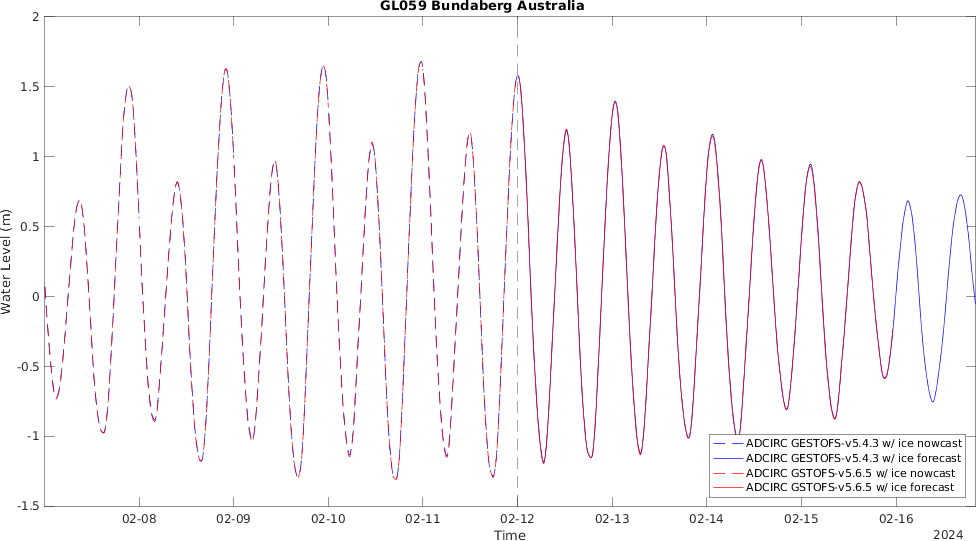 GL059 Bundaberg Australia
2
1.5
1
0.5
0
-0.5
-1
-1.5
Water Level (m)
ADCIRC GESTOFS-v5.4.3 w/ ice nowcast
ADCIRC GESTOFS-v5.4.3 w/ ice forecast
ADCIRC GSTOFS-v5.6.5 w/ ice nowcast
ADCIRC GSTOFS-v5.6.5 w/ ice forecast
02-08 02-09 02-10 02-11 02-12 02-13 02-14 02-15 02-16
Time
2024